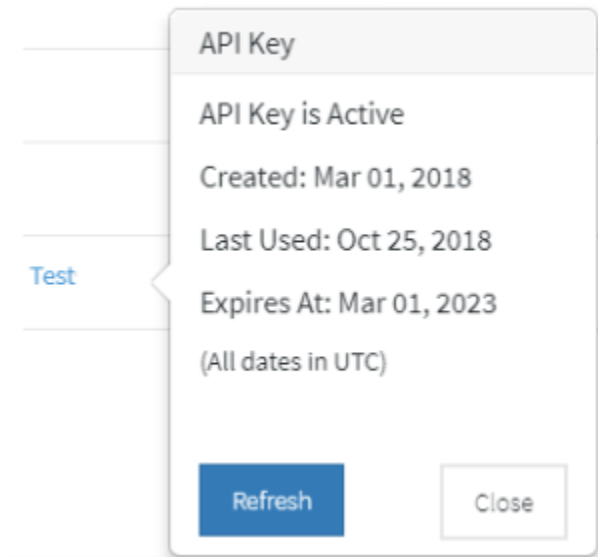 API Key
API Key is Active
Created: Mar 01, 2018
Last Used: Oct 25, 2018
Test
Expires At: Mar 01, 2023
(All dates in UTC)
Refresh
Close